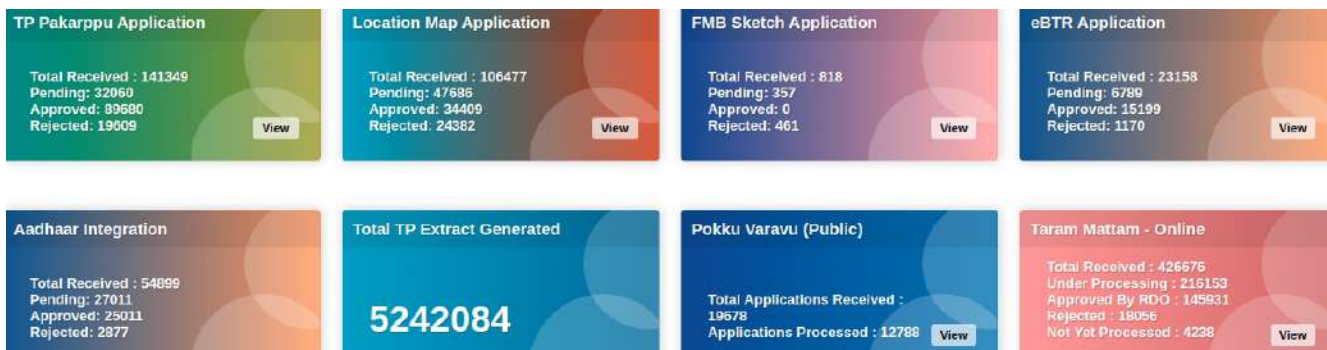 TP Pakarppu Application
Total Received : 141349
Pending: 32060
Approved: 89680
Rejected: 19609
View
Location Map Application
Total Received : 106477
Pending: 47686
Approved: 34409
Rejected: 24382
View
FMB Sketch Application
Total Received : 818
Pending: 357
Approved: 0
Rejected: 461
View
eBTR Application
Total Received : 23158
Pending: 6789
Approved: 15199
Rejected: 1170
View
Aadhaar Integration
Total Received : 54899
Pending: 27011
Approved: 25011
Rejected: 2877
Total TP Extract Generated
5242084
Pokku Varavu (Public)
Total Applications Received :
19678
Applications Processed : 12788
View
Taram Mattam - Online
Total Received : 426676
Under Processing : 216153
Approved By RDO : 145931
Rejected : 18056
Not Yet Processed : 4238
View